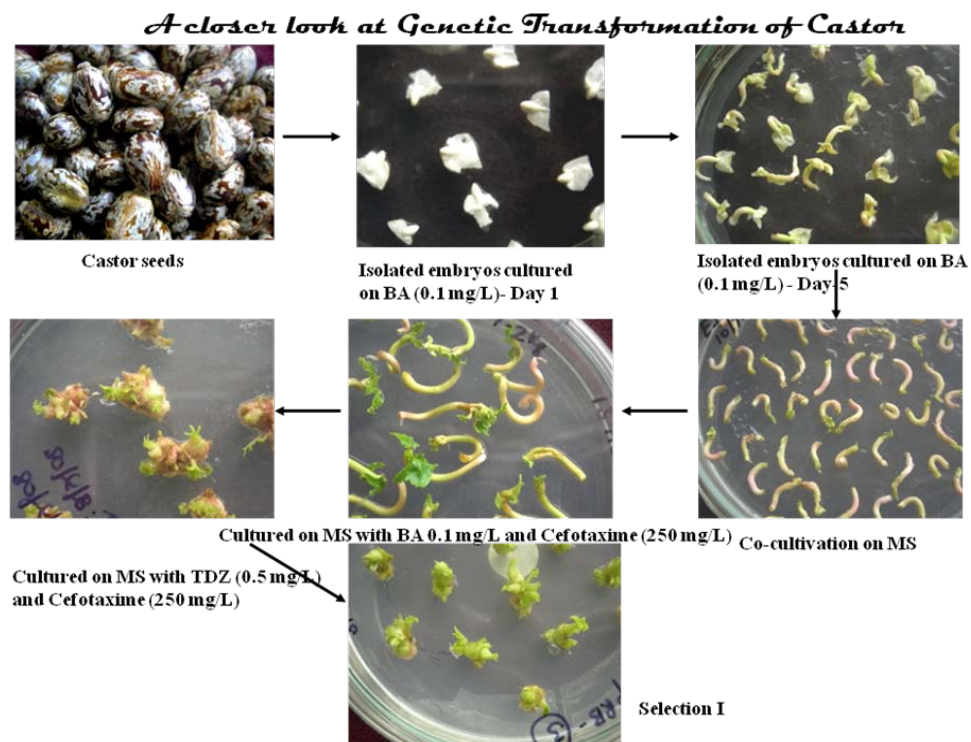 A closer look at Genetic Transformation of Castor
Castor seeds
Isolated embryos cultured
on BA (0.1 mg/L)- Day 1
Isolated embryos cultured on BA
(0.1 mg/L) - Day 5
Co-cultivation on MS
Cultured on MS with BA 0.1 mg/L and Cefotaxime (250 mg/L)
Cultured on MS with TDZ (0.5 mg/L)
and Cefotaxime (250 mg/L)
Selection I
3